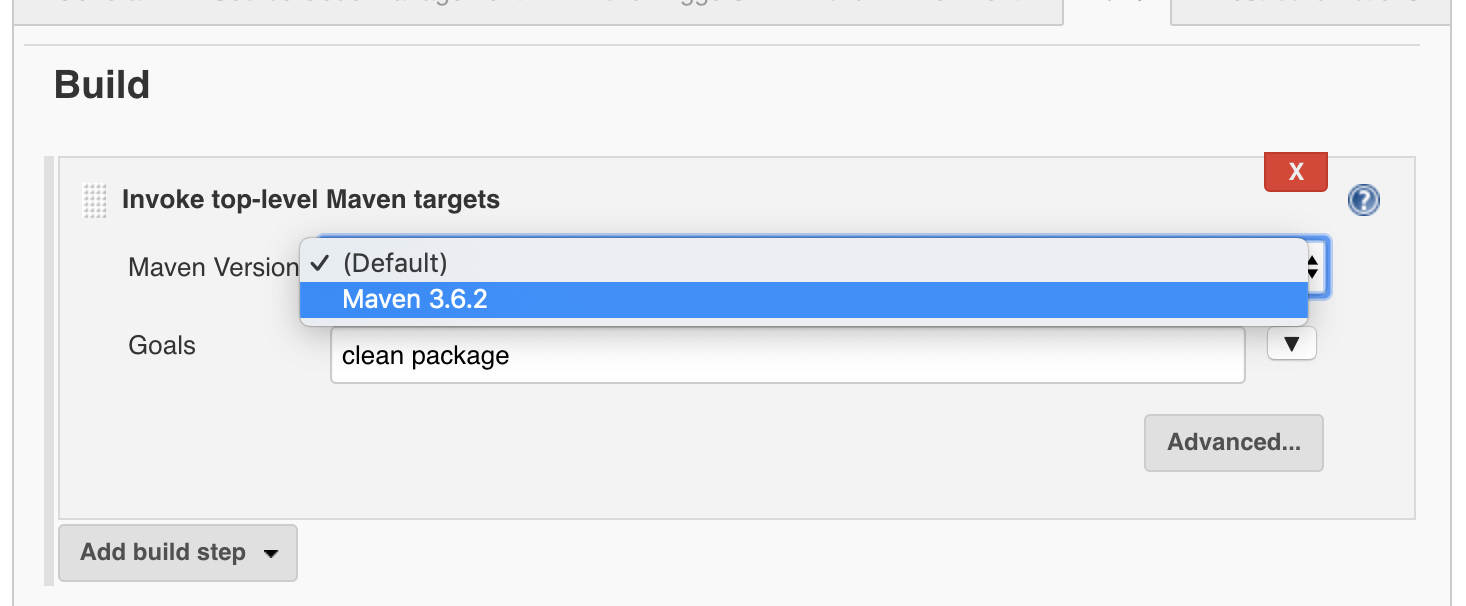 Build
X
Invoke top-level Maven targets
?
Maven Version
✓ (Default)
Maven 3.6.2
Goals
clean package
▼
Advanced...
Add build step